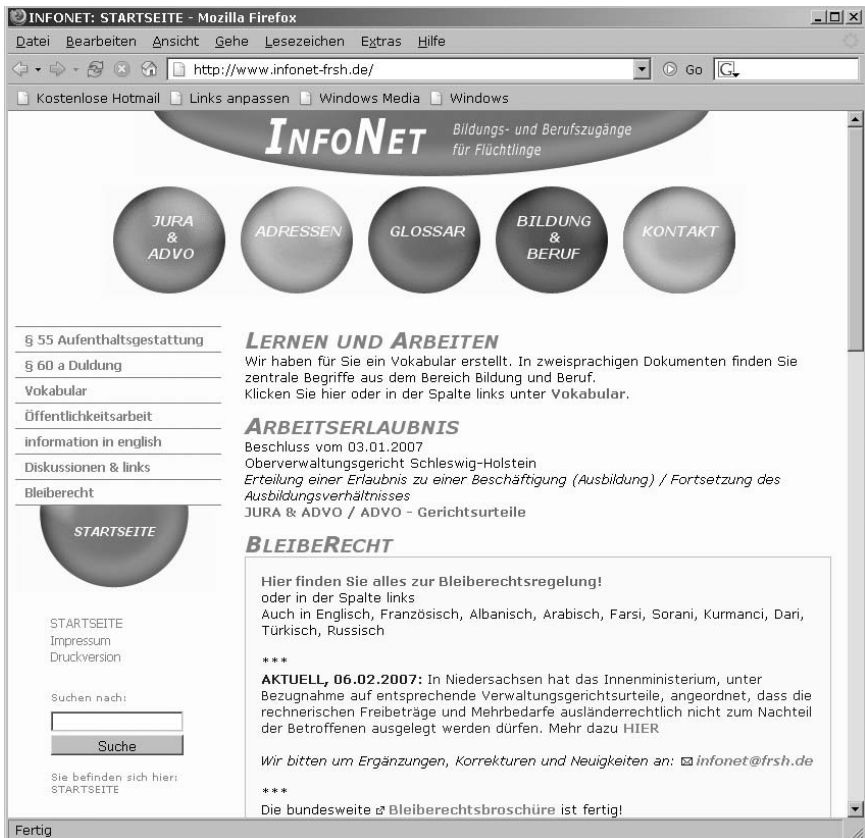 INFONET: STARTSEITE - Mozilla Firefox
Datei Bearbeiten Ansicht Gehe Lesezeichen Extras Hilfe
http://www.infonet-frsh.de/ Go G
Kostenlose Hotmail Links anpassen Windows Media Windows
INFONET
Bildungs- und Berufszugänge
für Flüchtlinge
JURA
&
ADVO
ADRESSEN
GLOSSAR
BILDUNG
&
BERUF
KONTAKT
§ 55 Aufenthaltsgestattung
§ 60 a Duldung
Vokabular
Öffentlichkeitsarbeit
information in english
Diskussionen & links
Bleiberecht
STARTSEITE
STARTSEITE
Impressum
Druckversion
Suchen nach:
Suche
Sie befinden sich hier:
STARTSEITE
LERNEN UND ARBEITEN
Wir haben für Sie ein Vokabular erstellt. In zweisprachigen Dokumenten finden Sie
zentrale Begriffe aus dem Bereich Bildung und Beruf.
Klicken Sie hier oder in der Spalte links unter Vokabular.
ARBEITSERLAUBNIS
Beschluss vom 03.01.2007
Oberverwaltungsgericht Schleswig-Holstein
Erteilung einer Erlaubnis zu einer Beschäftigung (Ausbildung) / Fortsetzung des
Ausbildungsverhältnisses
JURA & ADVO / ADVO - Gerichtsurteile
BLEIBERECHT
Hier finden Sie alles zur Bleiberechtsregelung!
oder in der Spalte links
Auch in Englisch, Französisch, Albanisch, Arabisch, Farsi, Sorani, Kurmanci, Dari,
Türkisch, Russisch
***
AKTUELL, 06.02.2007: In Niedersachsen hat das Innenministerium, unter
Bezugnahme auf entsprechende Verwaltungsgerichtsurteile, angeordnet, dass die
rechnerischen Freibeträge und Mehrbedarfe ausländerrechtlich nicht zum Nachteil
der Betroffenen ausgelegt werden dürfen. Mehr dazu HIER
Wir bitten um Ergänzungen, Korrekturen und Neuigkeiten an: infonet@frsh.de
***
Die bundesweite Bleiberechtsbroschüre ist fertig!
Fertig